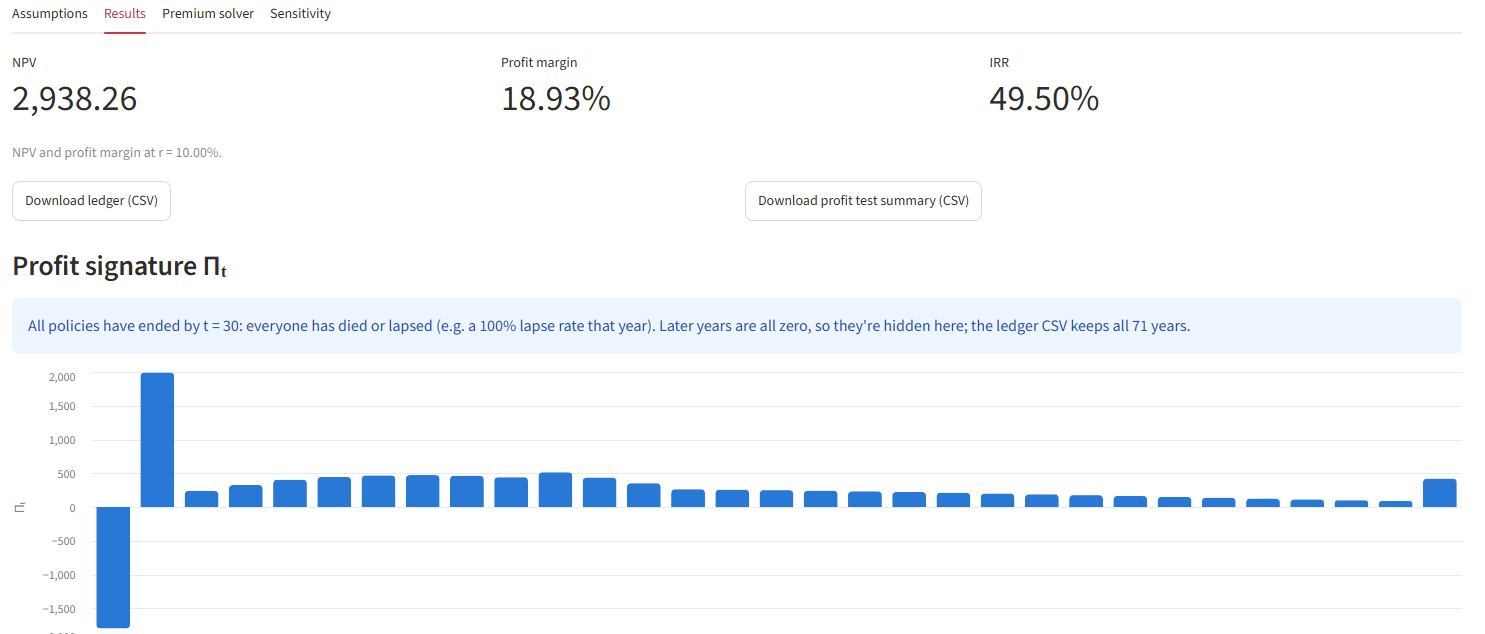 Assumptions Results Premium solver Sensitivity
NPV Profit margin IRR
2,938.26 18.93% 49.50%
NPV and profit margin at r = 10.00%.
Download ledger (CSV) Download profit test summary (CSV)
Profit signature Πₜ
All policies have ended by t = 30: everyone has died or lapsed (e.g. a 100% lapse rate that year). Later years are all zero, so they're hidden here; the ledger CSV keeps all 71 years.
2,000
1,500
1,000
500
Πₜ
0
−500
−1,000
−1,500